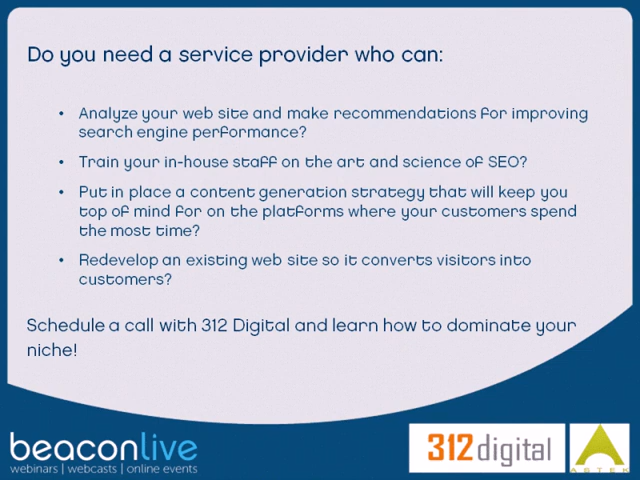 Do you need a service provider who can:
• Analyze your web site and make recommendations for improving
search engine performance?
• Train your in-house staff on the art and science of SEO?
• Put in place a content generation strategy that will keep you
top of mind for on the platforms where your customers spend
the most time?
• Redevelop an existing web site so it converts visitors into
customers?
Schedule a call with 312 Digital and learn how to dominate your
niche!
beaconlive
webinars | webcasts | online events
312 digital